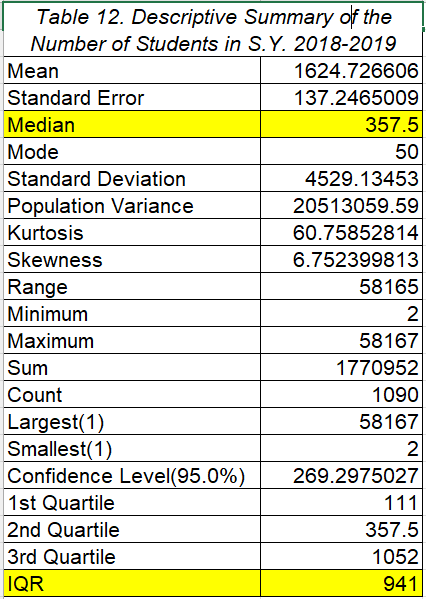 Table 12. Descriptive Summary of the
Number of Students in S.Y. 2018-2019
Mean 1624.726606
Standard Error 137.2465009
Median 357.5
Mode 50
Standard Deviation 4529.13453
Population Variance 20513059.59
Kurtosis 60.75852814
Skewness 6.752399813
Range 58165
Minimum 2
Maximum 58167
Sum 1770952
Count 1090
Largest(1) 58167
Smallest(1) 2
Confidence Level(95.0%) 269.2975027
1st Quartile 111
2nd Quartile 357.5
3rd Quartile 1052
IQR 941